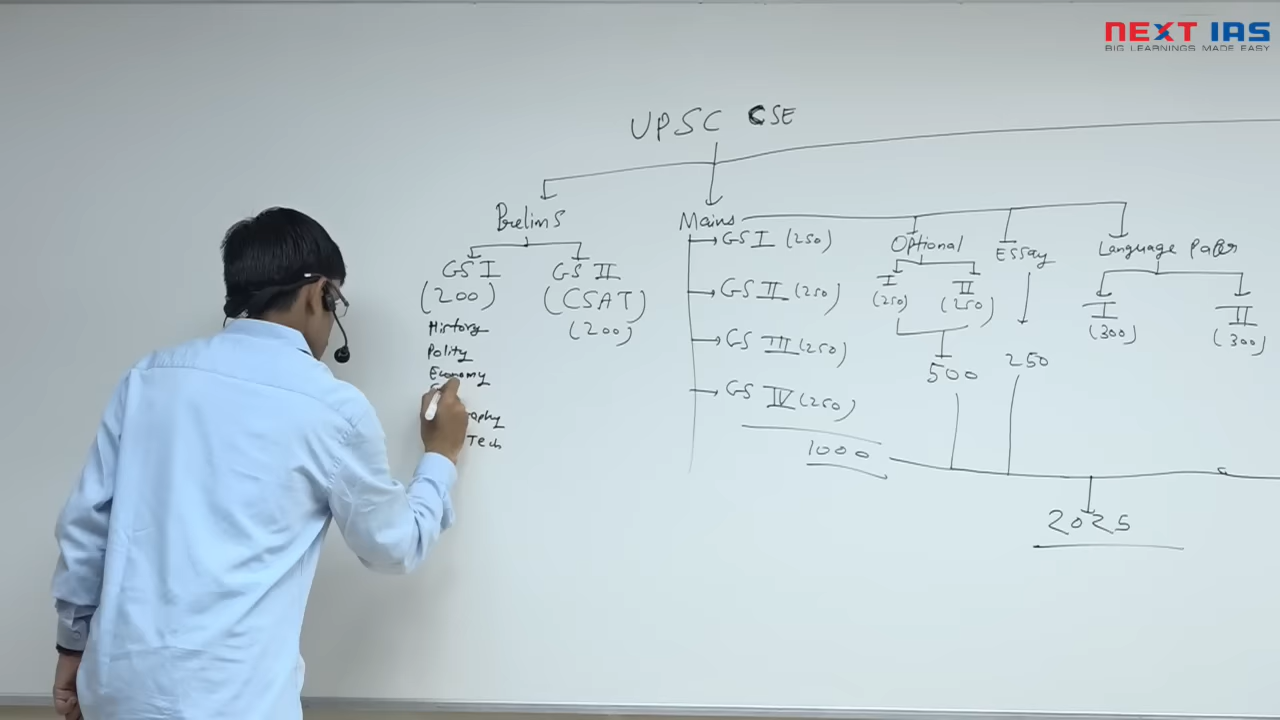 NEXT IAS
BIG LEARNINGS MADE EASY
UPSC CSE
Prelims
GS I
(200)
History
Polity
Economy
Tech
GS II
(CSAT)
(200)
Mains
GS I (250)
GS II (250)
GS III (250)
GS IV (250)
1000
Optional
I
(250)
II
(250)
500
Essay
250
Language Paper
I
(300)
II
(300)
2025